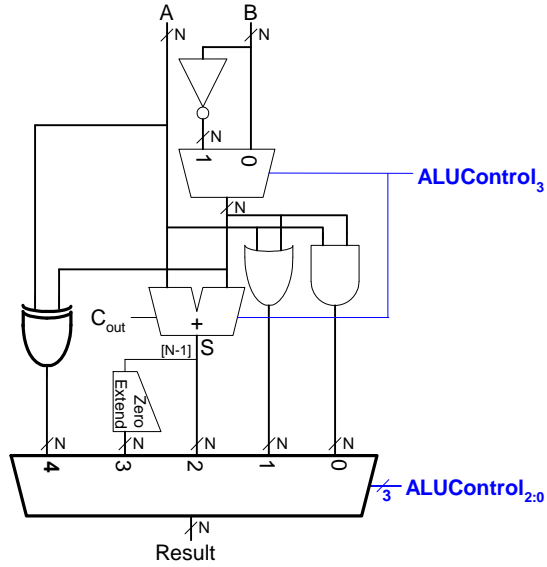 A B
N N
N
1 0
ALUControl3
N
Cout
+
[N-1] S
Zero
Extend
N N N N N
4 3 2 1 0
3 ALUControl2:0
N
Result